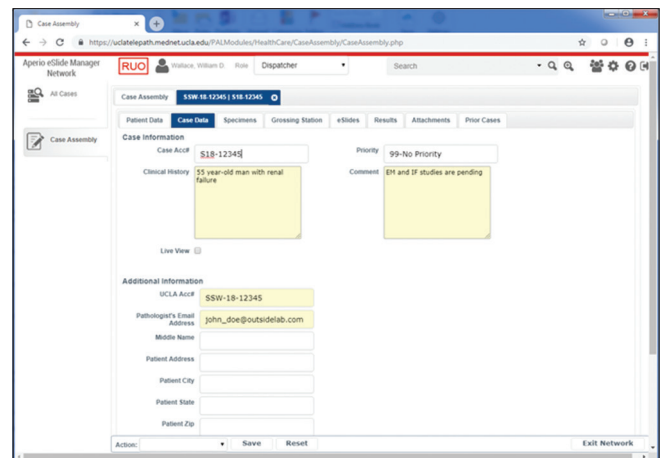 Case Assembly
https://uclatelepath.mednet.ucla.edu/PALModules/HealthCare/CaseAssembly/CaseAssembly.php
Aperio eSlide Manager
Network
RUO Wallace, William D. Role Dispatcher Search
All Cases
Case Assembly
Case Assembly SSW-18-12345 | S18-12345
Patient Data Case Data Specimens Grossing Station eSlides Results Attachments Prior Cases
Case Information
Case Acc# S18-12345 Priority 99-No Priority
Clinical History 55 year-old man with renal
failure
Comment EM and IF studies are pending
Live View
Additional Information
UCLA Acc# SSW-18-12345
Pathologist's Email
Address
john_doe@outsidelab.com
Middle Name
Patient Address
Patient City
Patient State
Patient Zip
Action: Save Reset Exit Network